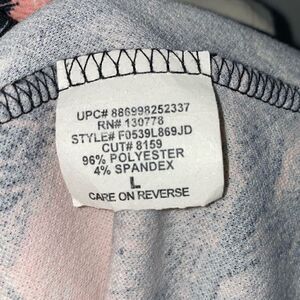 UPC# 886998252337
RN# 130778
STYLE# F0539L869JD
CUT# 8159
96% POLYESTER
4% SPANDEX
L
CARE ON REVERSE